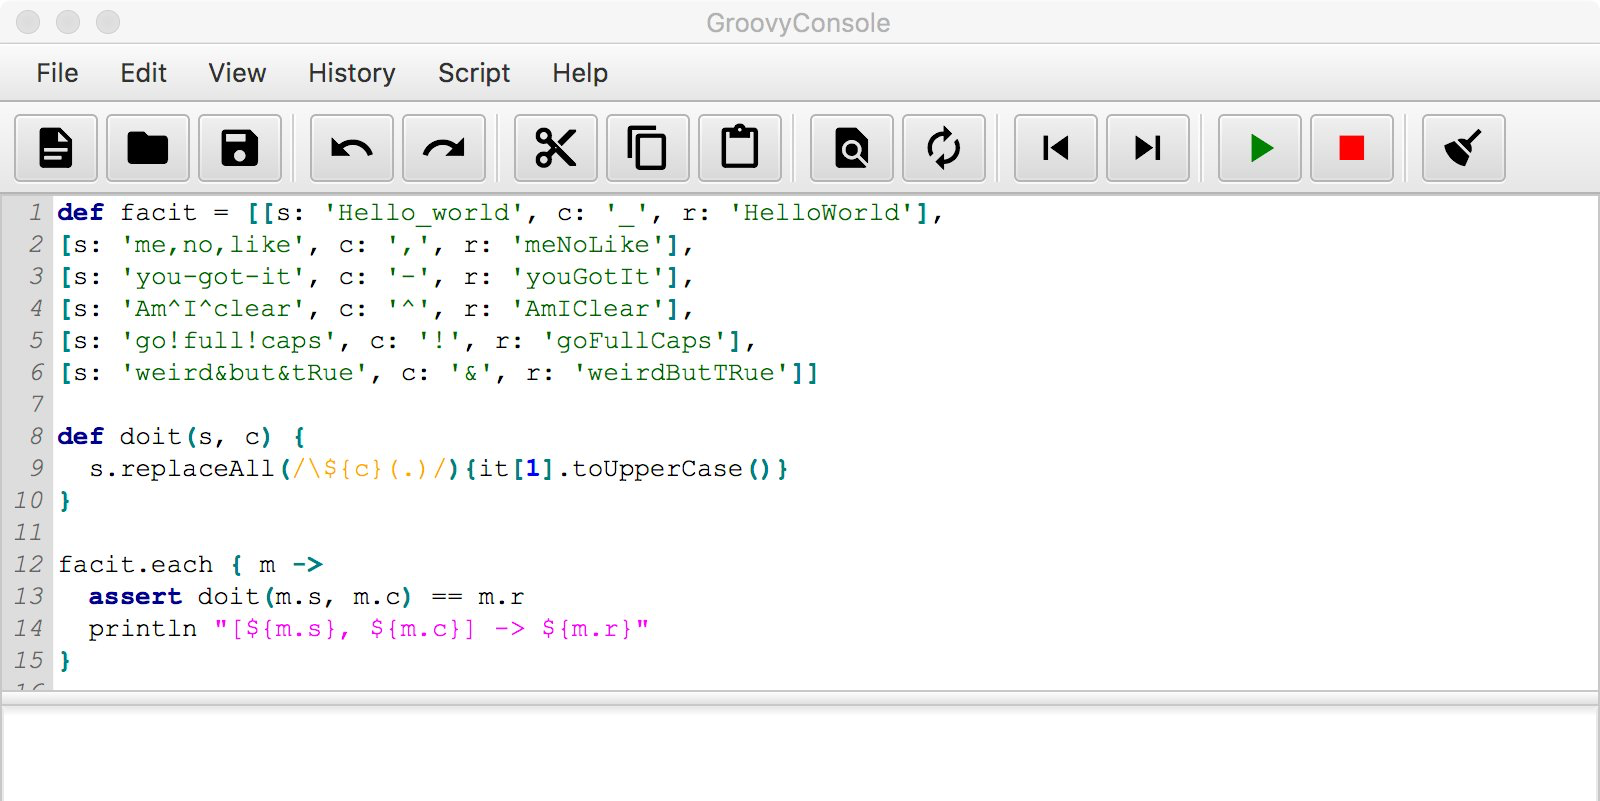 GroovyConsole
File Edit View History Script Help
1 def facit = [[s: 'Hello_world', c: '_', r: 'HelloWorld'],
2 [s: 'me,no,like', c: ',', r: 'meNoLike'],
3 [s: 'you-got-it', c: '-', r: 'youGotIt'],
4 [s: 'Am^I^clear', c: '^', r: 'AmIClear'],
5 [s: 'go!full!caps', c: '!', r: 'goFullCaps'],
6 [s: 'weird&but&tRue', c: '&', r: 'weirdButTRue']]
7
8 def doit(s, c) {
9   s.replaceAll(/\${c}(.)/){it[1].toUpperCase()}
10 }
11
12 facit.each { m ->
13   assert doit(m.s, m.c) == m.r
14   println "[${m.s}, ${m.c}] -> ${m.r}"
15 }
16